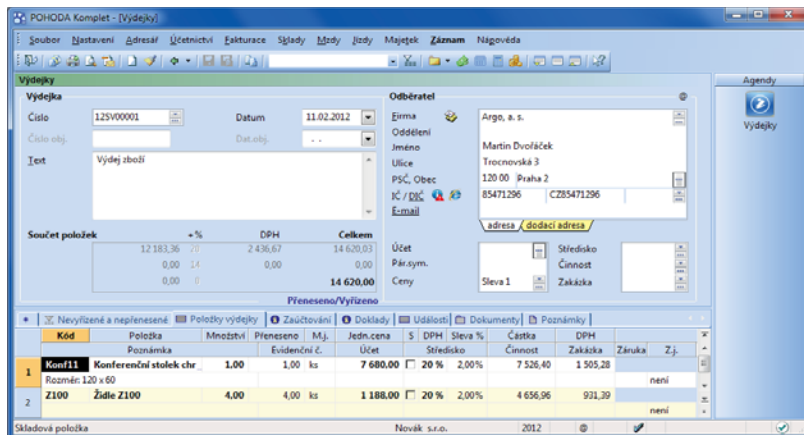 POHODA Komplet - [Výdejky]
Soubor Nastavení Adresář Účetnictví Fakturace Sklady Mzdy Jízdy Majetek Záznam Nápověda
Výdejky
Agendy
Výdejky
Výdejka
Číslo 12SV00001 Datum 11.02.2012
Číslo obj. Dat.obj. . .
Text Výdej zboží
Součet položek +% DPH Celkem
12 183,36 20 2 436,67 14 620,03
0,00 14 0,00 0,00
0,00 0 14 620,00
Odběratel @
Firma Argo, a. s.
Oddělení
Jméno Martin Dvořáček
Ulice Trocnovská 3
PSČ, Obec 120 00 Praha 2
IČ / DIČ 85471296 CZ85471296
E-mail
adresa dodací adresa
Účet Středisko
Pár.sym. Činnost
Ceny Sleva 1 Zakázka
Přeneseno/Vyřízeno
* Nevyřízené a nepřenesené Položky výdejky Zaúčtování Doklady Události Dokumenty Poznámky
Kód Položka Množství Přeneseno M.j. Jedn.cena S DPH Sleva % Částka DPH
Poznámka Evidenční č. Účet Středisko Činnost Zakázka Záruka Z.j.
1 Konf11 Konferenční stolek chr 1,00 1,00 ks 7 680,00 20 % 2,00% 7 526,40 1 505,28
Rozměr: 120 x 60 není
2 Z100 Židle Z100 4,00 4,00 ks 1 188,00 20 % 2,00% 4 656,96 931,39
není
Skladová položka Novák s.r.o. 2012 @